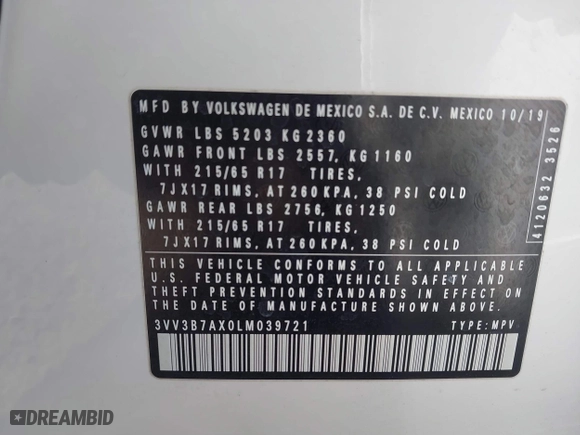 MFD BY VOLKSWAGEN DE MEXICO S.A. DE C.V. MEXICO 10/19
GVWR LBS 5203 KG 2360
GAWR FRONT LBS 2557, KG 1160
WITH 215/65 R17 TIRES,
7JX17 RIMS, AT 260 KPA, 38 PSI COLD
GAWR REAR LBS 2756, KG 1250
WITH 215/65 R17 TIRES,
7JX17 RIMS, AT 260 KPA, 38 PSI COLD
THIS VEHICLE CONFORMS TO ALL APPLICABLE
U.S. FEDERAL MOTOR VEHICLE SAFETY AND
THEFT PREVENTION STANDARDS IN EFFECT ON
THE DATE OF MANUFACTURE SHOWN ABOVE.
3VV3B7AX0LM039721 TYPE: MPV
4120632 3526
DREAMBID